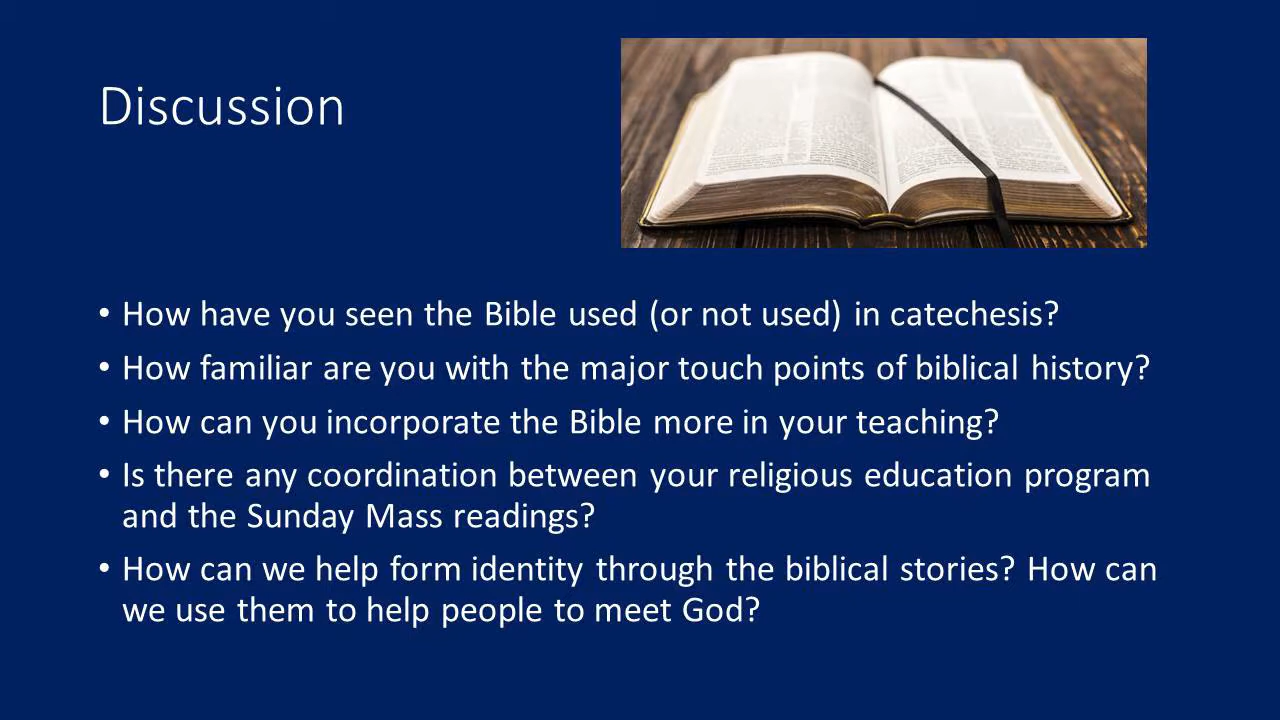 Discussion
• How have you seen the Bible used (or not used) in catechesis?
• How familiar are you with the major touch points of biblical history?
• How can you incorporate the Bible more in your teaching?
• Is there any coordination between your religious education program
and the Sunday Mass readings?
• How can we help form identity through the biblical stories? How can
we use them to help people to meet God?